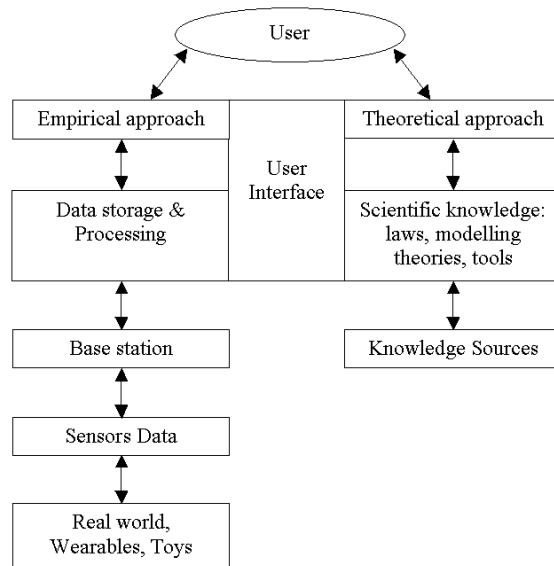 User
Empirical approach
Theoretical approach
User
Interface
Data storage &
Processing
Scientific knowledge:
laws, modelling
theories, tools
Base station
Knowledge Sources
Sensors Data
Real world,
Wearables, Toys